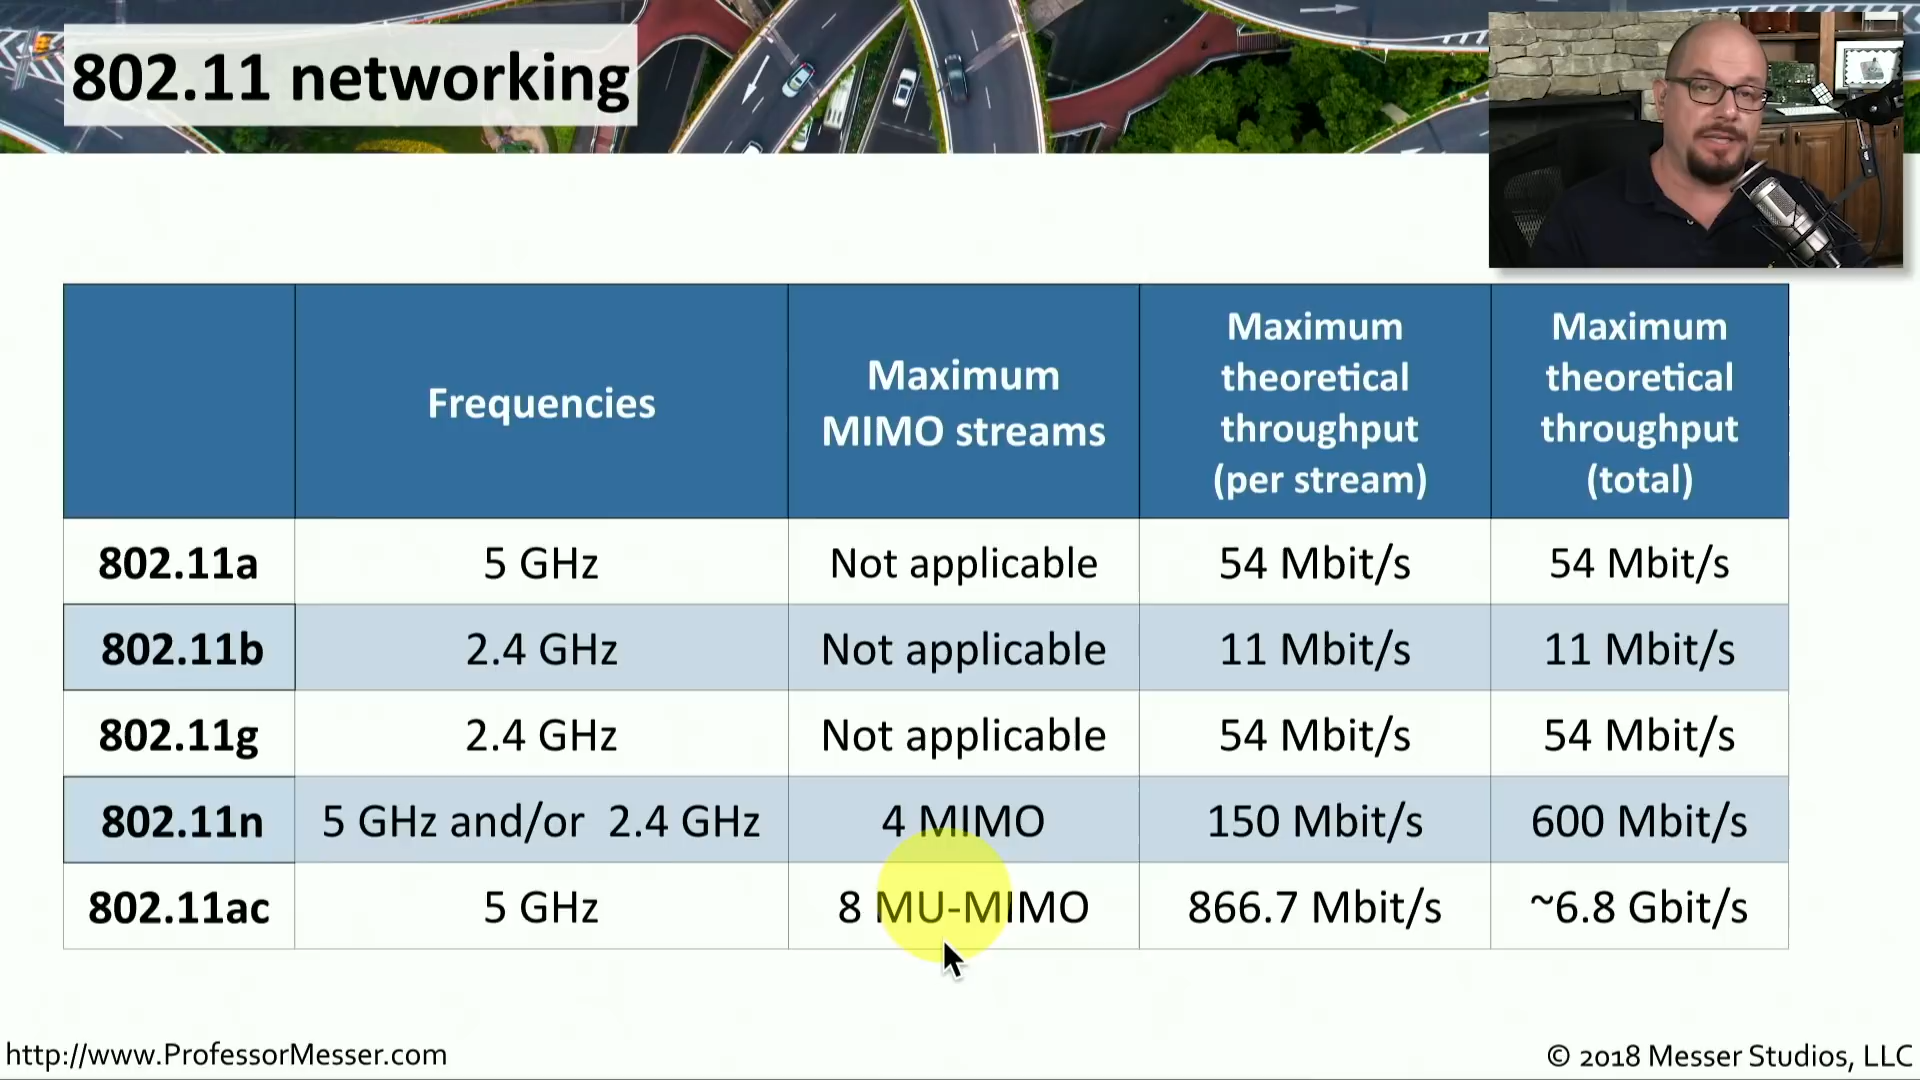 802.11 networking
Frequencies
Maximum
MIMO streams
Maximum
theoretical
throughput
(per stream)
Maximum
theoretical
throughput
(total)
802.11a 5 GHz Not applicable 54 Mbit/s 54 Mbit/s
802.11b 2.4 GHz Not applicable 11 Mbit/s 11 Mbit/s
802.11g 2.4 GHz Not applicable 54 Mbit/s 54 Mbit/s
802.11n 5 GHz and/or 2.4 GHz 4 MIMO 150 Mbit/s 600 Mbit/s
802.11ac 5 GHz 8 MU-MIMO 866.7 Mbit/s ~6.8 Gbit/s
http://www.ProfessorMesser.com
© 2018 Messer Studios, LLC